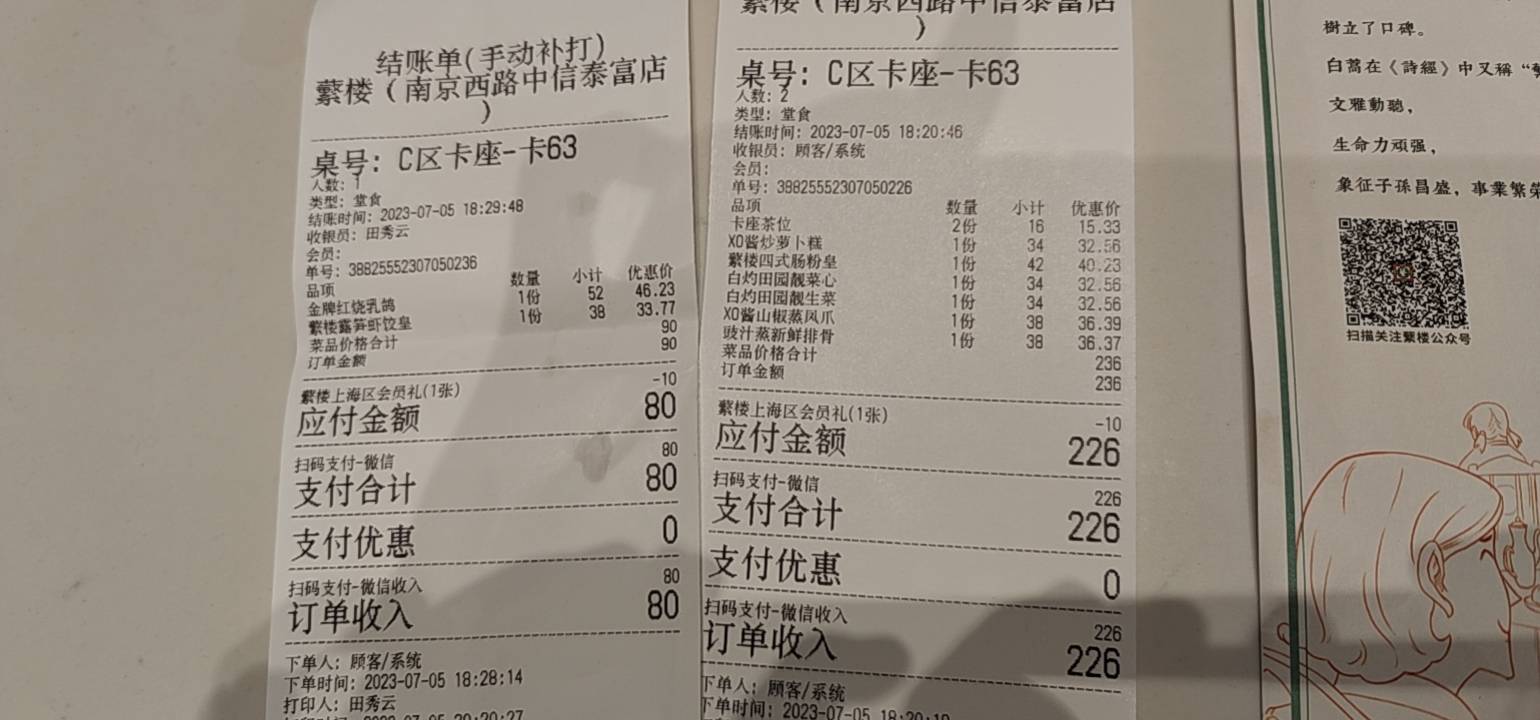 结账单(手动补打)
蘩楼（南京西路中信泰富店
）
桌号: C区卡座-卡63
人数: 1
类型: 堂食
结账时间: 2023-07-05 18:29:48
收银员: 田秀云
会员:
单号: 38825552307050236
品项 数量 小计 优惠价
金牌红烧乳鸽 1份 52 46.23
蘩楼露笋虾饺皇 1份 38 33.77
菜品价格合计 90
订单金额 90
蘩楼上海区会员礼(1张) -10
应付金额 80
扫码支付-微信 80
支付合计 80
支付优惠 0
扫码支付-微信收入 80
订单收入 80
下单人: 顾客/系统
下单时间: 2023-07-05 18:28:14
打印人: 田秀云
蘩楼（南京西路中信泰富店
）
桌号: C区卡座-卡63
人数: 2
类型: 堂食
结账时间: 2023-07-05 18:20:46
收银员: 顾客/系统
会员:
单号: 38825552307050226
品项 数量 小计 优惠价
卡座茶位 2份 16 15.33
XO酱炒萝卜糕 1份 34 32.56
蘩楼四式肠粉皇 1份 42 40.23
白灼田园靓菜心 1份 34 32.56
白灼田园靓生菜 1份 34 32.56
XO酱山椒蒸凤爪 1份 38 36.39
豉汁蒸新鲜排骨 1份 38 36.37
菜品价格合计 236
订单金额 236
蘩楼上海区会员礼(1张) -10
应付金额 226
扫码支付-微信 226
支付合计 226
支付优惠 0
扫码支付-微信收入 226
订单收入 226
下单人: 顾客/系统
下单时间: 2023-07-05 18:20:19
樹立了口碑。
白蒿在《詩經》中又稱“
文雅動聽，
生命力頑强，
象征子孫昌盛，事業繁榮
扫描关注蘩楼公众号